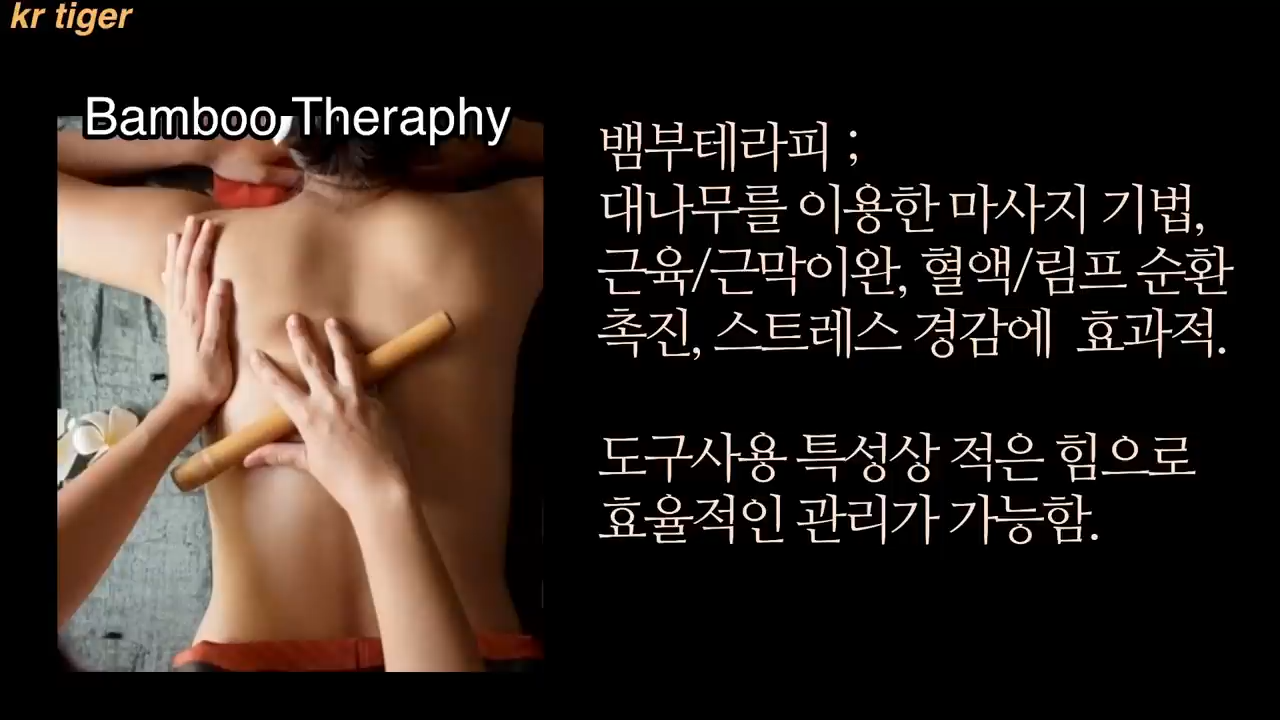 kr tiger
Bamboo Theraphy
뱀부테라피 ;
대나무를 이용한 마사지 기법,
근육/근막이완, 혈액/림프 순환
촉진, 스트레스 경감에 효과적.
도구사용 특성상 적은 힘으로
효율적인 관리가 가능함.